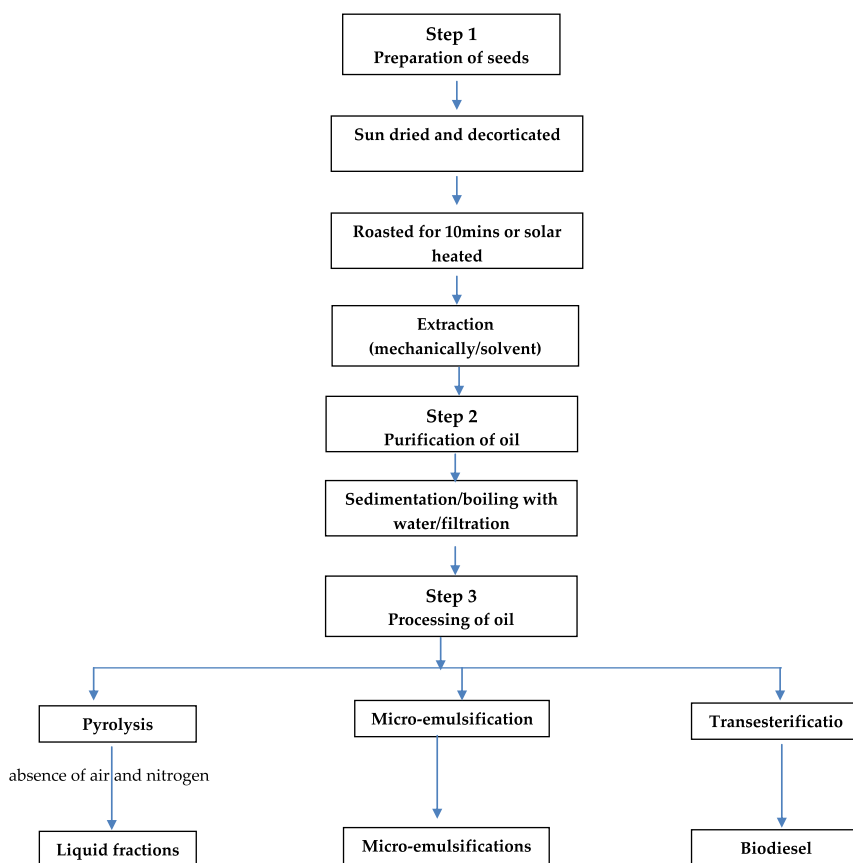 Step 1
Preparation of seeds
Sun dried and decorticated
Roasted for 10mins or solar
heated
Extraction
(mechanically/solvent)
Step 2
Purification of oil
Sedimentation/boiling with
water/filtration
Step 3
Processing of oil
Pyrolysis
Micro-emulsification
Transesterificatio
absence of air and nitrogen
Liquid fractions
Micro-emulsifications
Biodiesel